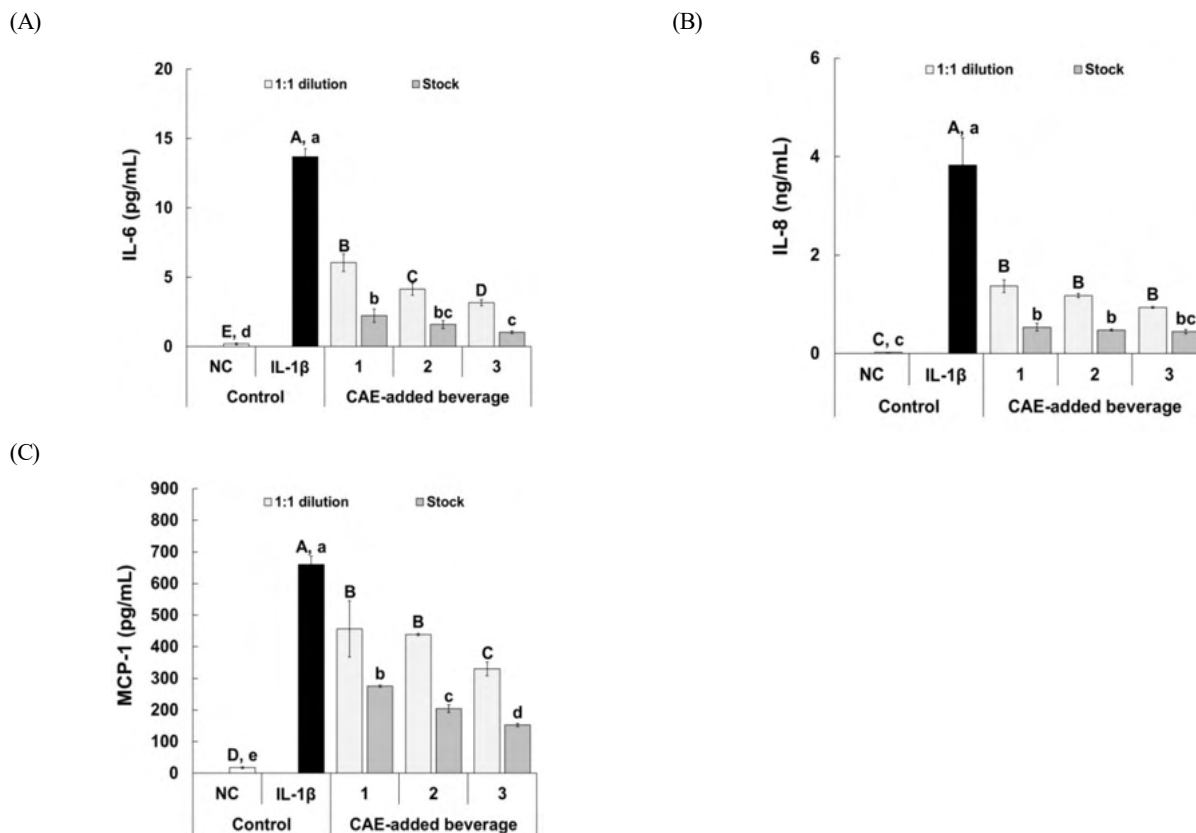 (A)
20
15
10
5
0
IL-6 (pg/mL)
1:1 dilution Stock
A, a
B
b
C
bc
D
c
E, d
NC IL-1β 1 2 3
Control CAE-added beverage
(B)
6
4
2
0
IL-8 (ng/mL)
1:1 dilution Stock
A, a
B
b
B
b
B
bc
C, c
NC IL-1β 1 2 3
Control CAE-added beverage
(C)
900
800
700
600
500
400
300
200
100
0
MCP-1 (pg/mL)
1:1 dilution Stock
A, a
B
b
B
c
C
d
D, e
NC IL-1β 1 2 3
Control CAE-added beverage